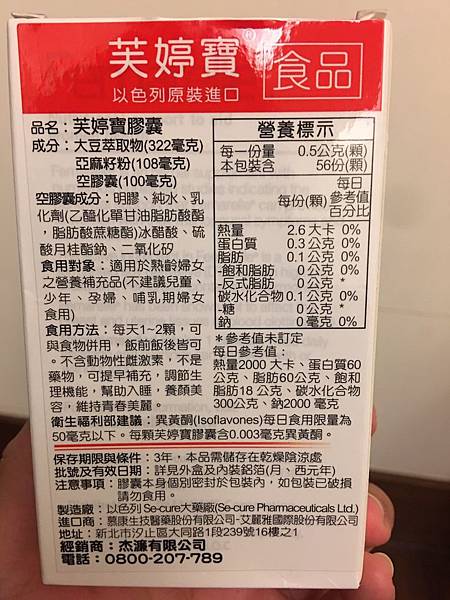 芙婷寶®
食品
以色列原裝進口
品名:芙婷寶膠囊
成分:大豆萃取物(322毫克)
亞麻籽粉(108毫克)
空膠囊(100毫克)
空膠囊成分:明膠、純水、乳
化劑(乙醯化單甘油脂肪酸酯
,脂肪酸蔗糖酯)冰醋酸、硫
酸月桂酯鈉、二氧化矽
食用對象:適用於熟齡婦女
之營養補充品(不建議兒童、
少年、孕婦、哺乳期婦女
食用)
食用方法:每天1~2顆,可
與食物併用,飯前飯後皆可
。不含動物性雌激素,不是
藥物,可提早補充,調節生
理機能,幫助入睡,養顏美
容,維持青春美麗。
營養標示
每一份量 0.5公克(顆)
本包裝含 56份(顆)
每份(顆) 每日參考值百分比
熱量 2.6 大卡 0%
蛋白質 0.3 公克 0%
脂肪 0.1 公克 0%
-飽和脂肪 0 公克 0%
-反式脂肪 0 公克 *
碳水化合物 0.1 公克 0%
-糖 0 公克 *
鈉 0 毫克 0%
*參考值未訂定
每日參考值:
熱量2000 大卡、蛋白質60
公克、脂肪60公克、飽和
脂肪18 公克、碳水化合物
300公克、鈉2000 毫克
衛生福利部建議:異黃酮(Isoflavones)每日食用限量為
50毫克以下。每顆芙婷寶膠囊含0.003毫克異黃酮。
保存期限與條件:3年,本品需儲存在乾燥陰涼處
批號及有效日期:詳見外盒及內裝鋁箔(月、西元年)
注意事項:膠囊本身個別密封於包裝內,如包裝已破損
請勿食用。
製造廠:以色列 Se-cure大藥廠(Se-cure Pharmaceuticals Ltd.)
進口商:慕康生技醫藥股份有限公司-艾麗雅國際股份有限公司
地址:新北市汐止區大同路1段239號16樓之1
經銷商:杰濂有限公司
電話:0800-207-789